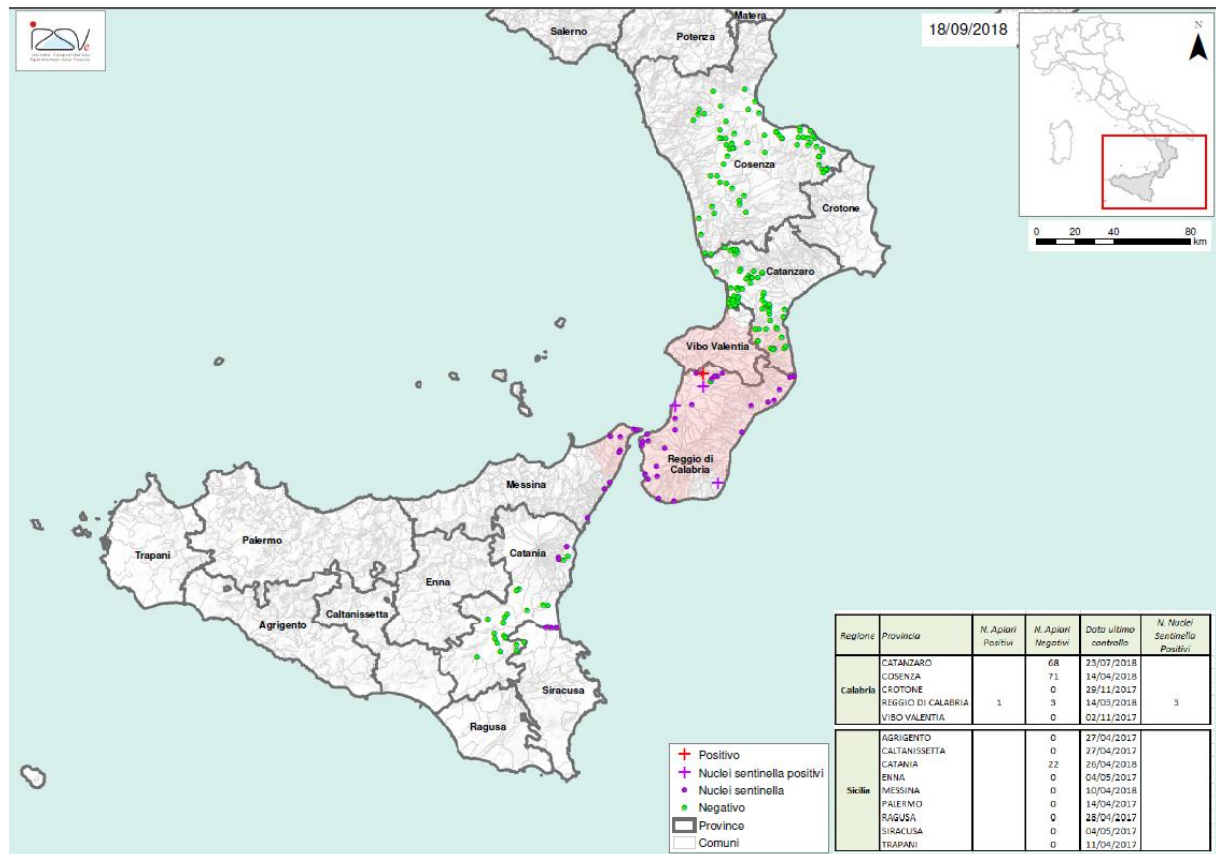 IZSVe
Matera
Salerno
Potenza
18/09/2018
N
Cosenza
Crotone
0 20 40 80
km
Catanzaro
Vibo Valentia
Reggio di
Calabria
Messina
Palermo
Trapani
Catania
Enna
Caltanissetta
Agrigento
Siracusa
Ragusa
Positivo
Nuclei sentinella positivi
Nuclei sentinella
Negativo
Province
Comuni
Regione Provincia N. Apiari Positivi N. Apiari Negativi Data ultimo controllo N. Nuclei Sentinella Positivi
Calabria
CATANZARO 68 23/07/2018
COSENZA 71 14/04/2018
CROTONE 0 29/11/2017
REGGIO DI CALABRIA 1 3 14/03/2018 3
VIBO VALENTIA 0 02/11/2017
Sicilia
AGRIGENTO 0 27/04/2017
CALTANISSETTA 0 27/04/2017
CATANIA 22 26/04/2018
ENNA 0 04/05/2017
MESSINA 0 10/04/2018
PALERMO 0 14/04/2017
RAGUSA 0 28/04/2017
SIRACUSA 0 04/05/2017
TRAPANI 0 11/04/2017